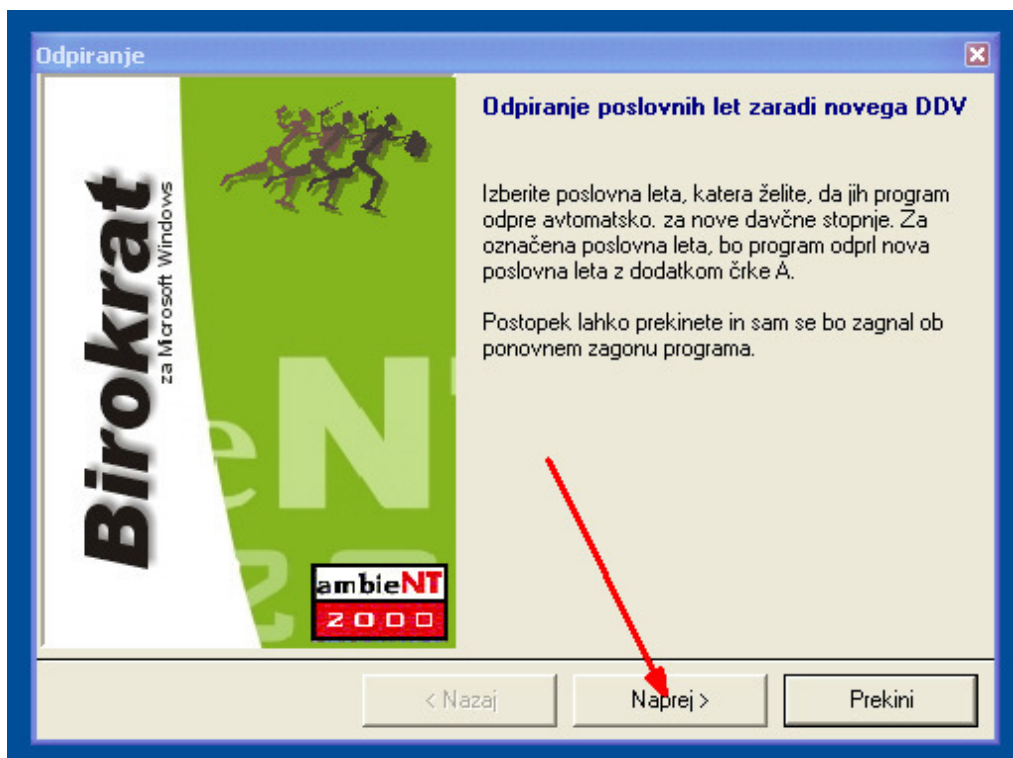 Odpiranje
Odpiranje poslovnih let zaradi novega DDV
Izberite poslovna leta, katera želite, da jih program
odpre avtomatsko. za nove davčne stopnje. Za
označena poslovna leta, bo program odprl nova
poslovna leta z dodatkom črke A.
Postopek lahko prekinete in sam se bo zagnal ob
ponovnem zagonu programa.
Birokrat
za Microsoft Windows
eNT
ambieNT
2000
< Nazaj
Naprej >
Prekini